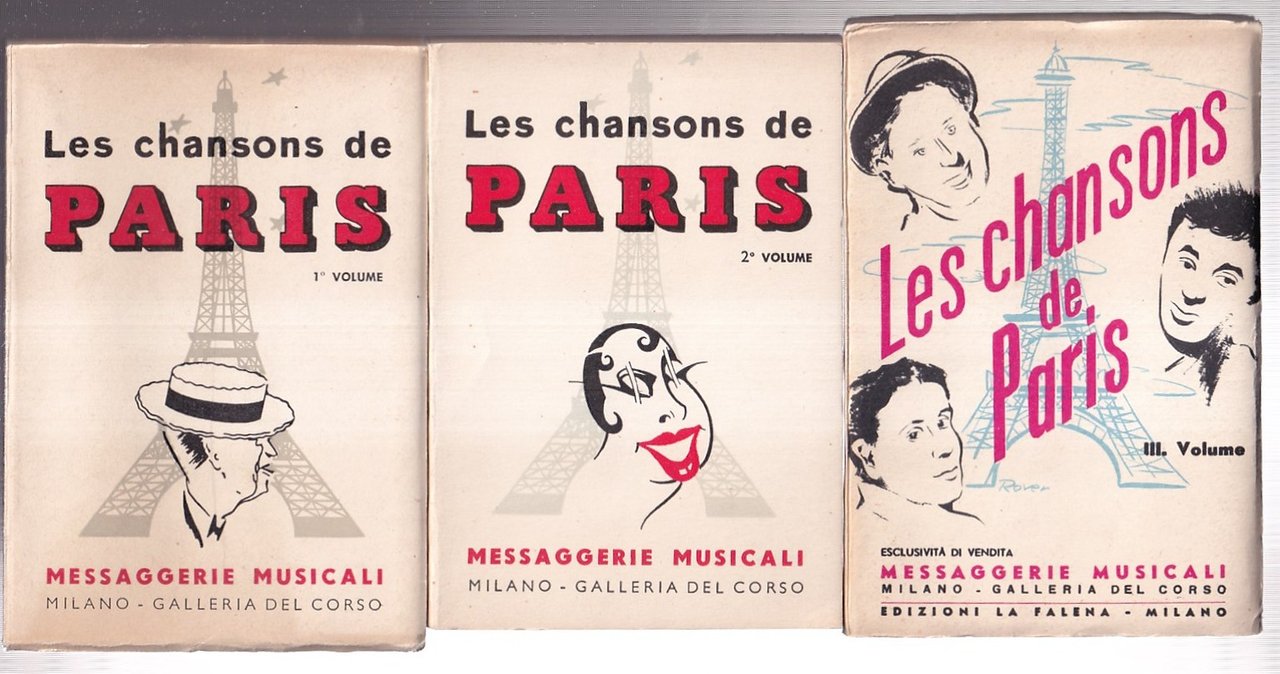 Les chansons de
PARIS
1° VOLUME
MESSAGGERIE MUSICALI
MILANO - GALLERIA DEL CORSO
Les chansons de
PARIS
2° VOLUME
MESSAGGERIE MUSICALI
MILANO - GALLERIA DEL CORSO
Les chansons
de
Paris
III. Volume
Rover
ESCLUSIVITÀ DI VENDITA
MESSAGGERIE MUSICALI
MILANO - GALLERIA DEL CORSO
EDIZIONI LA FALENA - MILANO